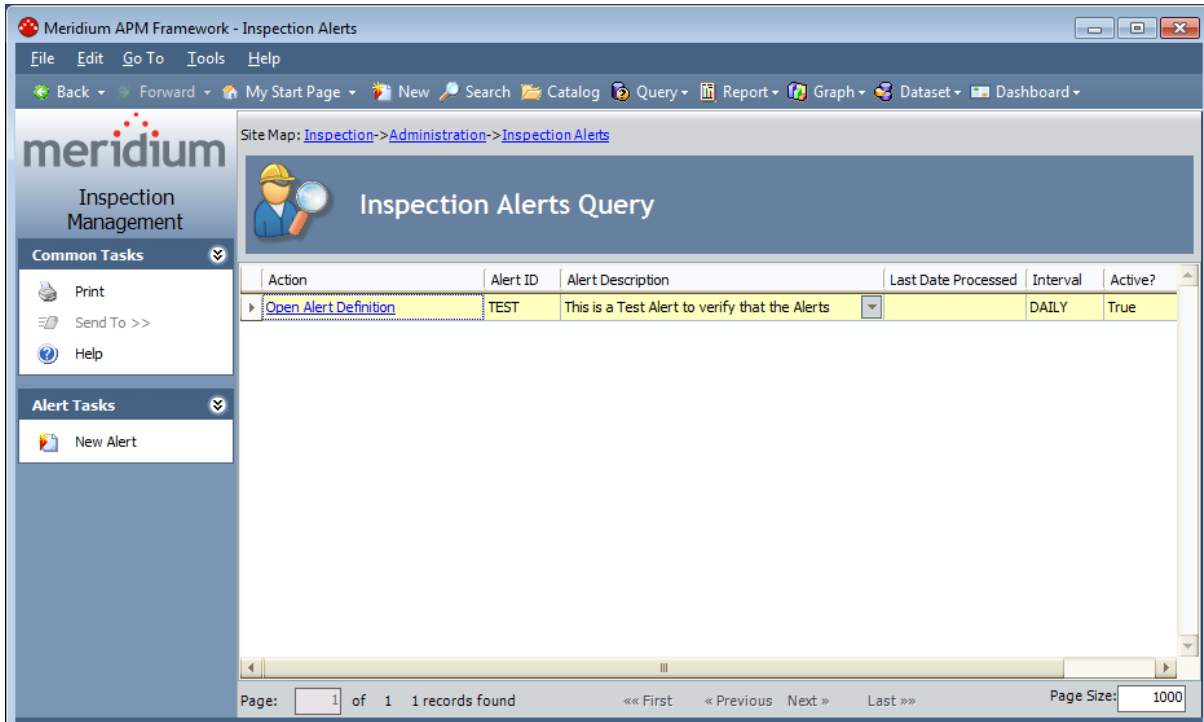 Meridium APM Framework - Inspection Alerts
File Edit Go To Tools Help
Back Forward My Start Page New Search Catalog Query Report Graph Dataset Dashboard
meridium
Inspection
Management
Common Tasks
Print
Send To >>
Help
Alert Tasks
New Alert
Site Map: Inspection->Administration->Inspection Alerts
Inspection Alerts Query
Action Alert ID Alert Description Last Date Processed Interval Active?
Open Alert Definition TEST This is a Test Alert to verify that the Alerts DAILY True
Page: 1 of 1 1 records found «« First « Previous Next » Last »» Page Size: 1000